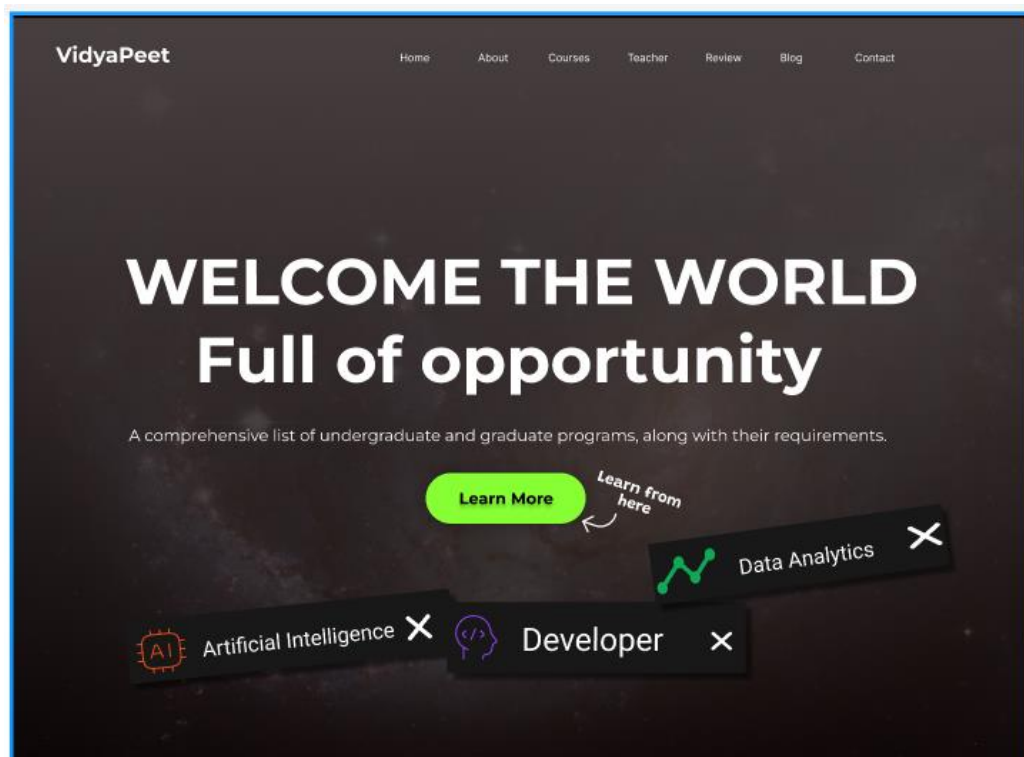 VidyaPeet
Home About Courses Teacher Review Blog Contact
WELCOME THE WORLD
Full of opportunity
A comprehensive list of undergraduate and graduate programs, along with their requirements.
Learn More
Learn from
here
Data Analytics
AI Artificial Intelligence
</> Developer